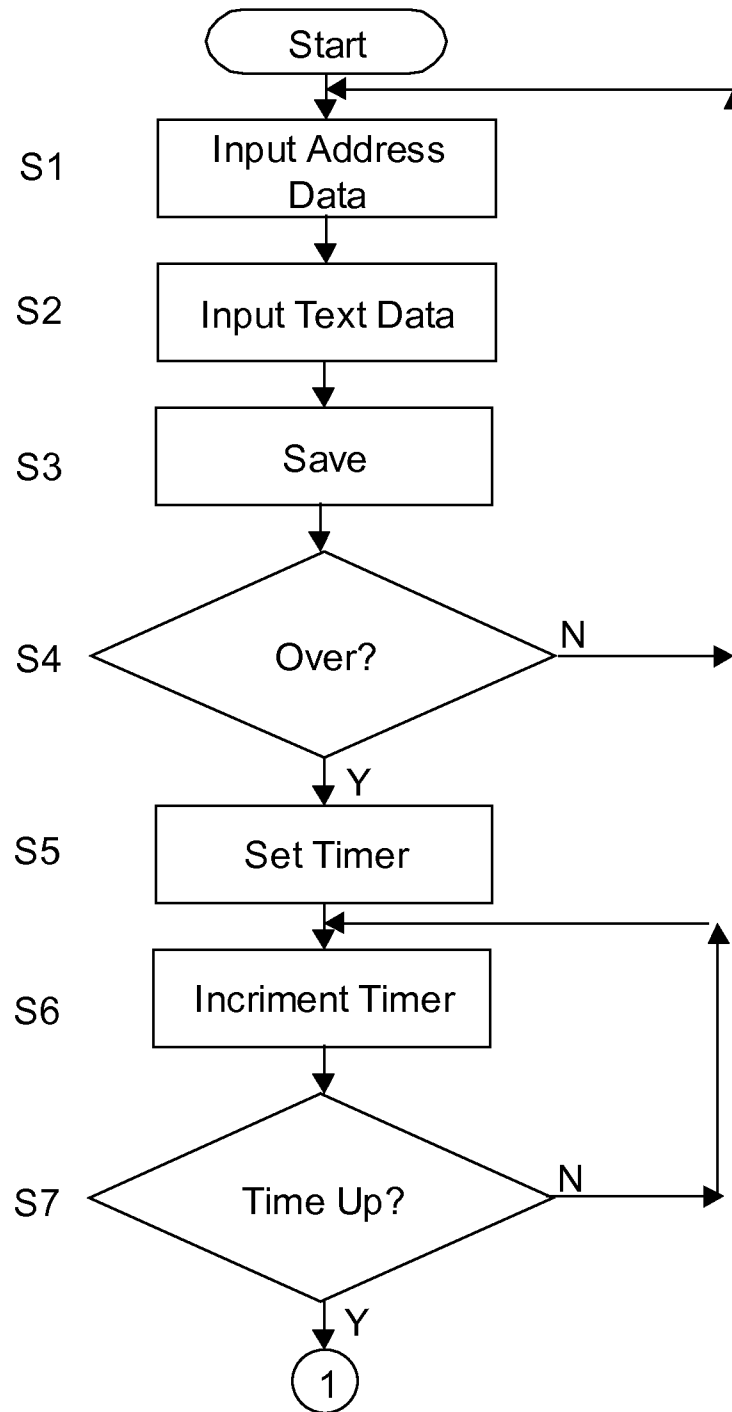 Start
S1
Input Address
Data
S2
Input Text Data
S3
Save
S4
Over?
N
Y
S5
Set Timer
S6
Incriment Timer
S7
Time Up?
N
Y
1